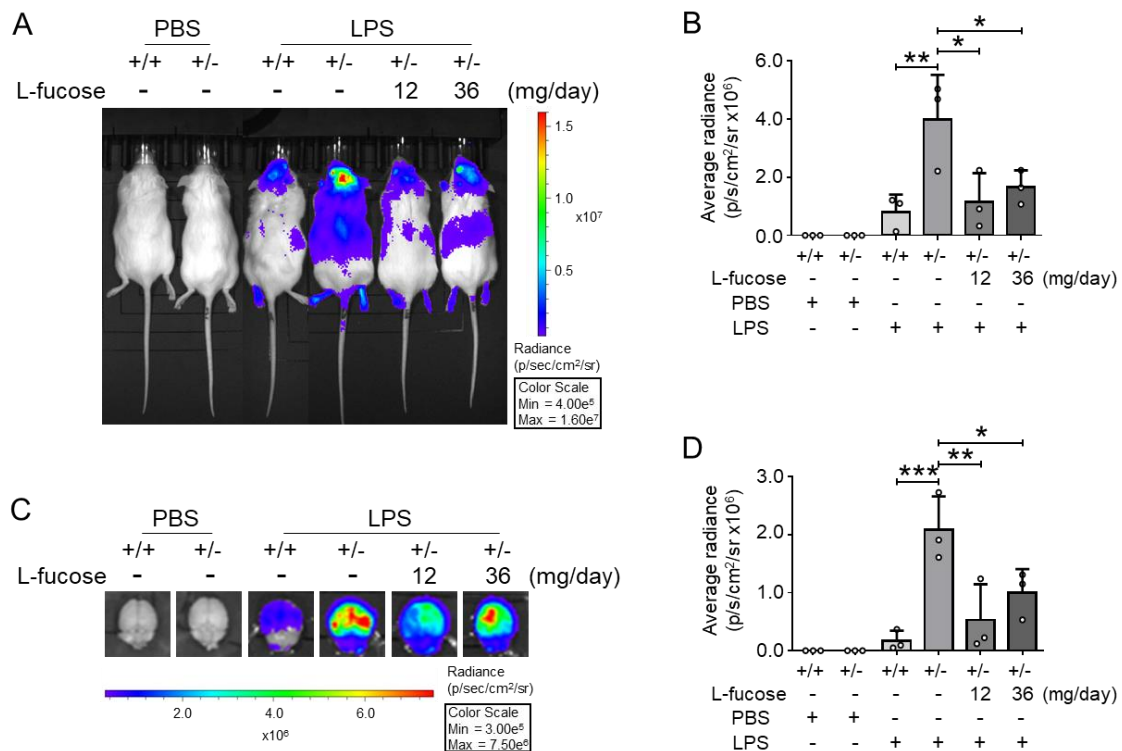 A
PBS LPS
+/+ +/- +/+ +/- +/- +/-
L-fucose - - - - 12 36 (mg/day)
1.5
1.0
x10⁷
0.5
Radiance
(p/sec/cm²/sr)
Color Scale
Min = 4.00e⁵
Max = 1.60e⁷
B
** * *
Average radiance
(p/s/cm²/sr x10⁶)
6.0
4.0
2.0
0.0
+/+ +/- +/+ +/- +/- +/-
L-fucose - - - - 12 36 (mg/day)
PBS + + - - - -
LPS - - + + + +
C
PBS LPS
+/+ +/- +/+ +/- +/- +/-
L-fucose - - - - 12 36 (mg/day)
2.0 4.0 6.0
x10⁶
Radiance
(p/sec/cm²/sr)
Color Scale
Min = 3.00e⁵
Max = 7.50e⁶
D
*** ** *
Average radiance
(p/s/cm²/sr x10⁶)
3.0
2.0
1.0
0.0
+/+ +/- +/+ +/- +/- +/-
L-fucose - - - - 12 36 (mg/day)
PBS + + - - - -
LPS - - + + + +